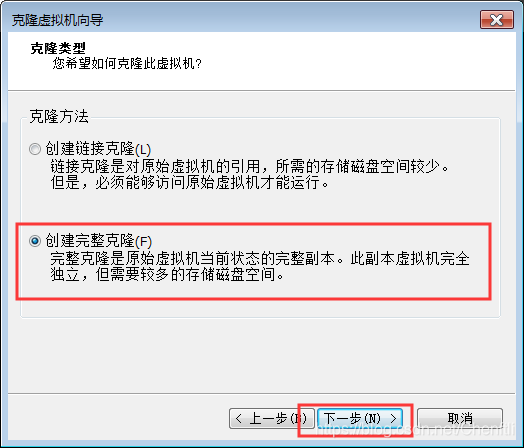 克隆虚拟机向导
克隆类型
您希望如何克隆此虚拟机?
克隆方法
创建链接克隆(L)
链接克隆是对原始虚拟机的引用，所需的存储磁盘空间较少。
但是，必须能够访问原始虚拟机才能运行。
创建完整克隆(F)
完整克隆是原始虚拟机当前状态的完整副本。此副本虚拟机完全
独立，但需要较多的存储磁盘空间。
< 上一步(B) 下一步(N) > 取消